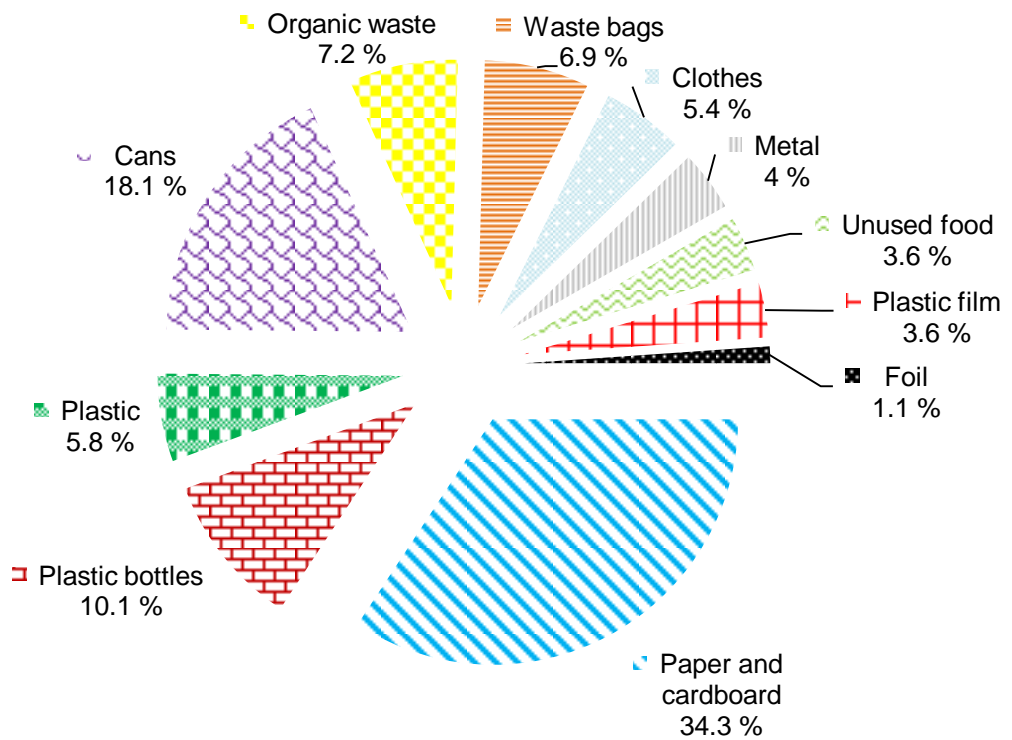 Organic waste
7.2 %
Waste bags
6.9 %
Clothes
5.4 %
Metal
4 %
Unused food
3.6 %
Plastic film
3.6 %
Foil
1.1 %
Paper and
cardboard
34.3 %
Plastic bottles
10.1 %
Plastic
5.8 %
Cans
18.1 %